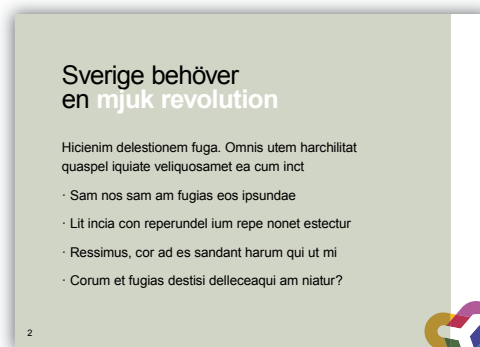 Sverige behöver
en mjuk revolution
Hicienim delestionem fuga. Omnis utem harchilitat
quaspel iquiate veliquosamet ea cum inct
· Sam nos sam am fugias eos ipsundae
· Lit incia con reperundel ium repe nonet estectur
· Ressimus, cor ad es sandant harum qui ut mi
· Corum et fugias destisi delleceaqui am niatur?
2